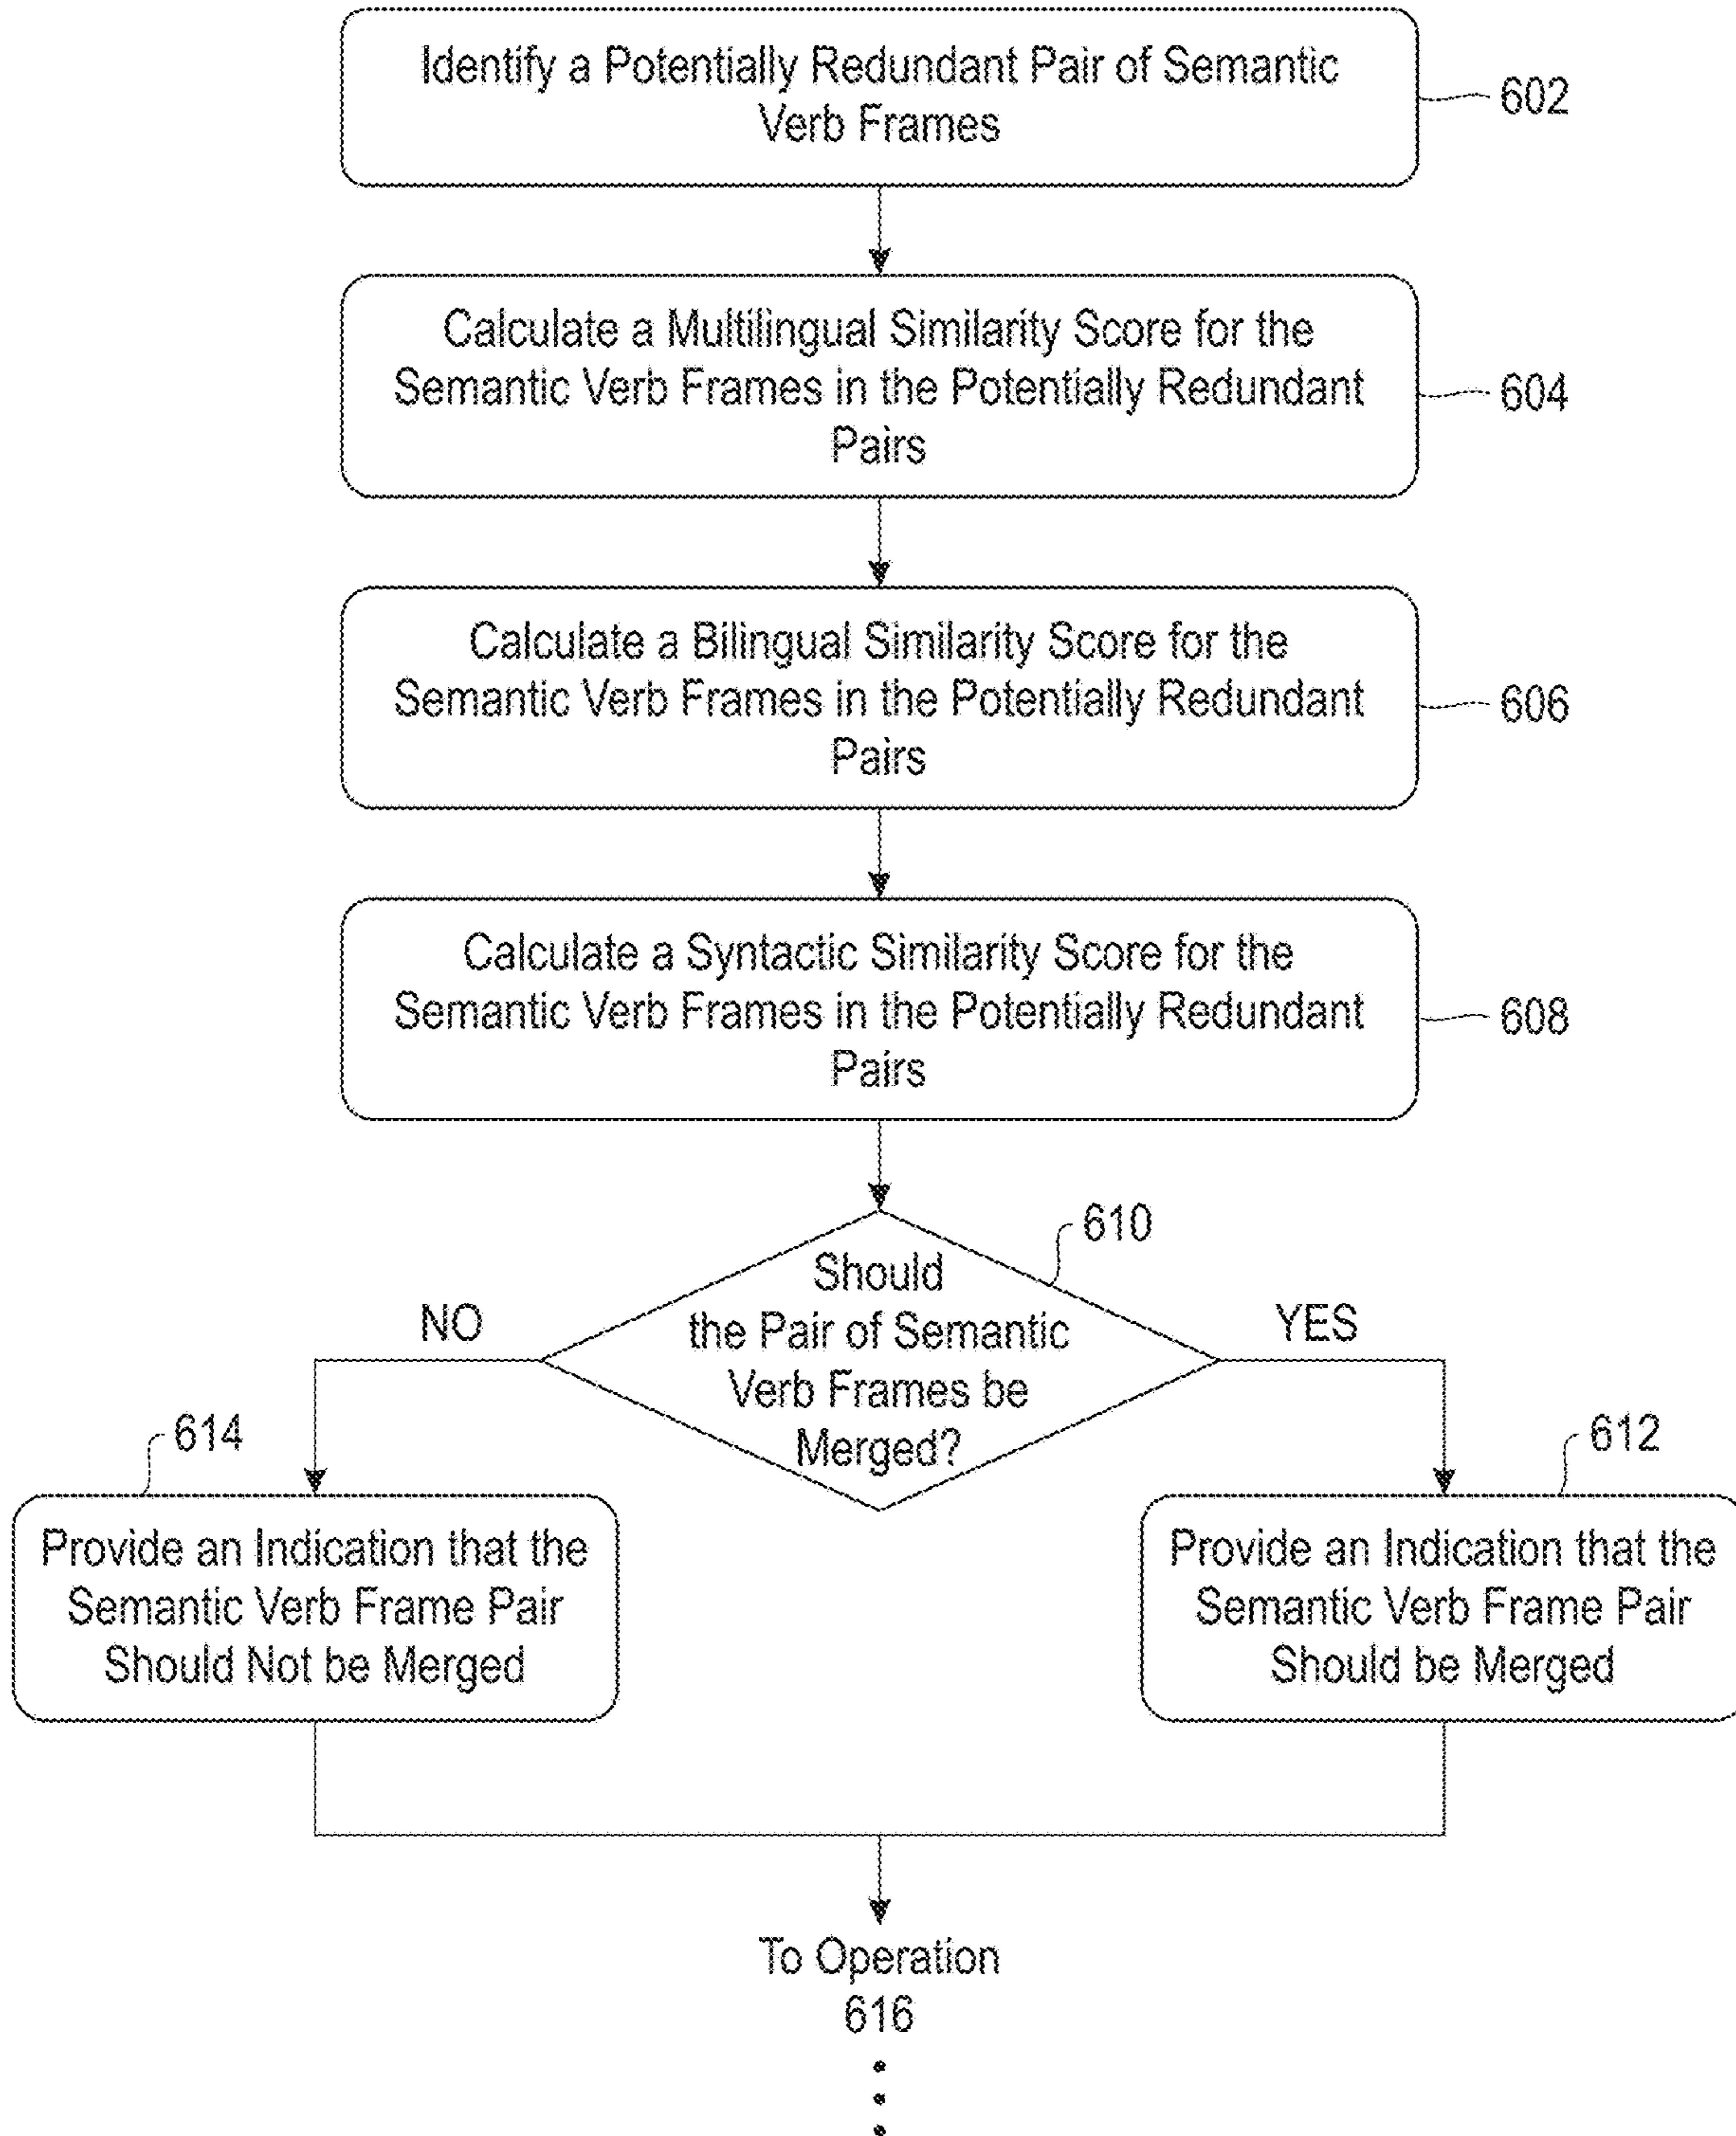 Identify a Potentially Redundant Pair of Semantic
Verb Frames
602
Calculate a Multilingual Similarity Score for the
Semantic Verb Frames in the Potentially Redundant
Pairs
604
Calculate a Bilingual Similarity Score for the
Semantic Verb Frames in the Potentially Redundant
Pairs
606
Calculate a Syntactic Similarity Score for the
Semantic Verb Frames in the Potentially Redundant
Pairs
608
610
Should
the Pair of Semantic
Verb Frames be
Merged?
NO
YES
614
Provide an Indication that the
Semantic Verb Frame Pair
Should Not be Merged
612
Provide an Indication that the
Semantic Verb Frame Pair
Should be Merged
To Operation
616